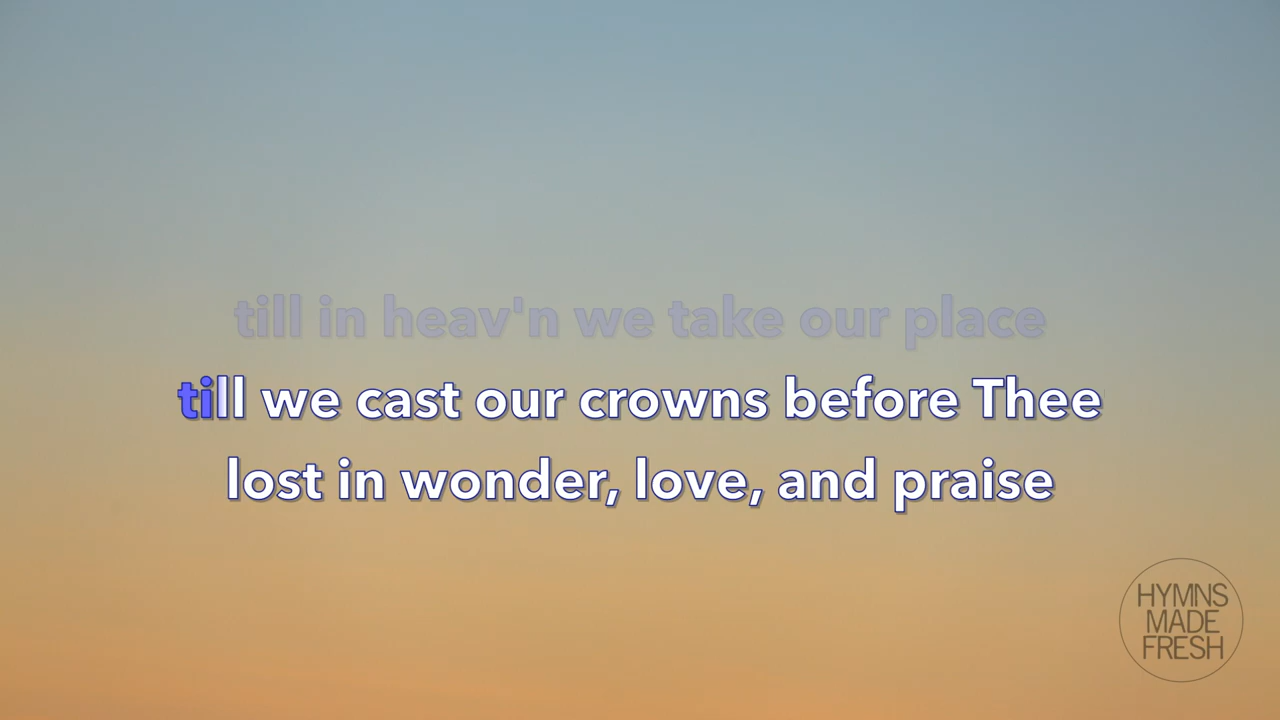 till in heav'n we take our place
till we cast our crowns before Thee
lost in wonder, love, and praise
HYMNS
MADE
FRESH